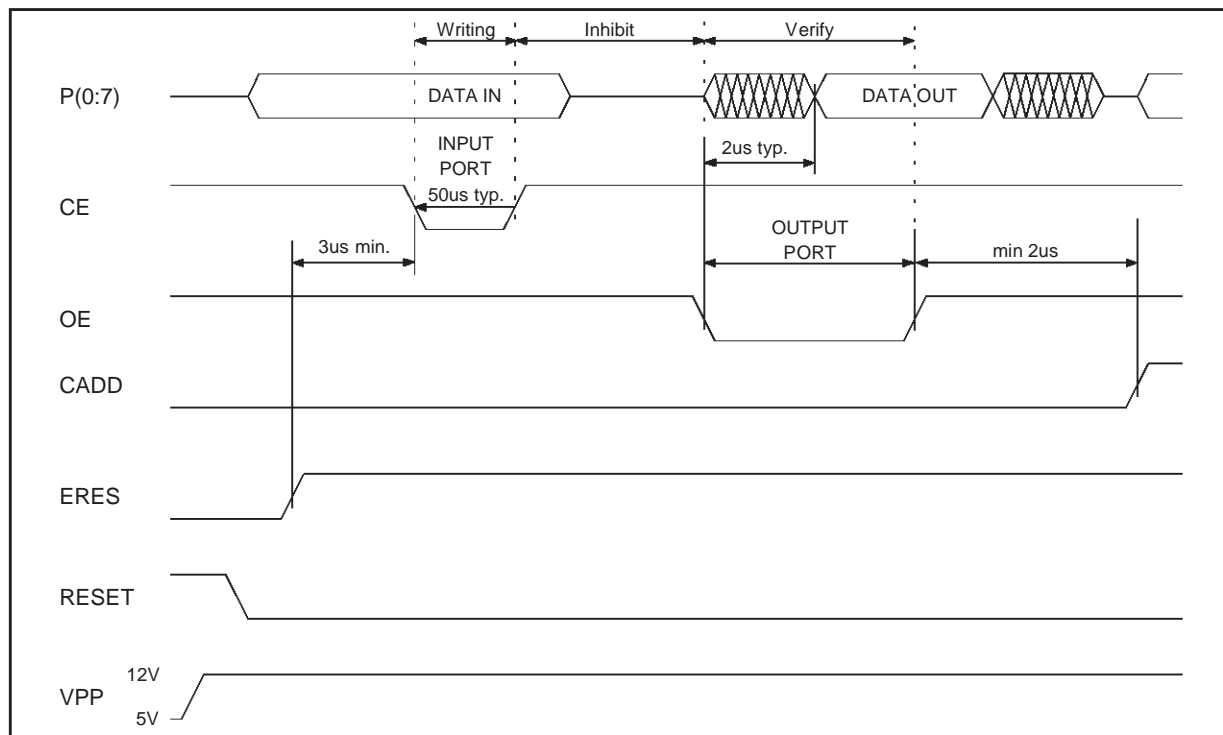 Writing Inhibit Verify
P(0:7) DATA IN DATA OUT
INPUT
PORT
2us typ.
CE 50us typ.
OUTPUT
PORT
3us min. min 2us
OE
CADD
ERES
RESET
12V
VPP
5V